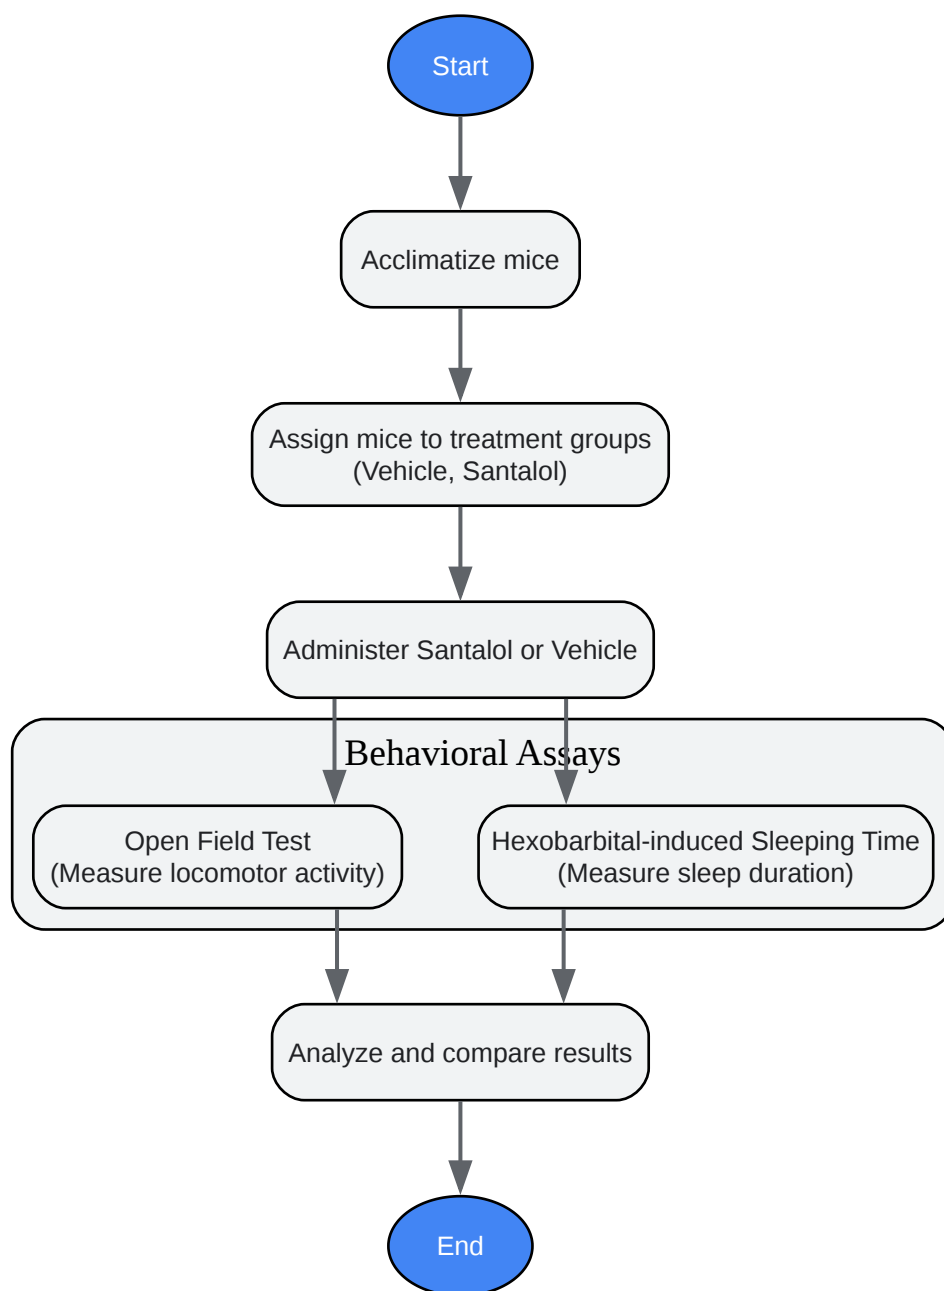 Start
Acclimatize mice
Assign mice to treatment groups
(Vehicle, Santalol)
Administer Santalol or Vehicle
Behavioral Assays
Open Field Test
(Measure locomotor activity)
Hexobarbital-induced Sleeping Time
(Measure sleep duration)
Analyze and compare results
End